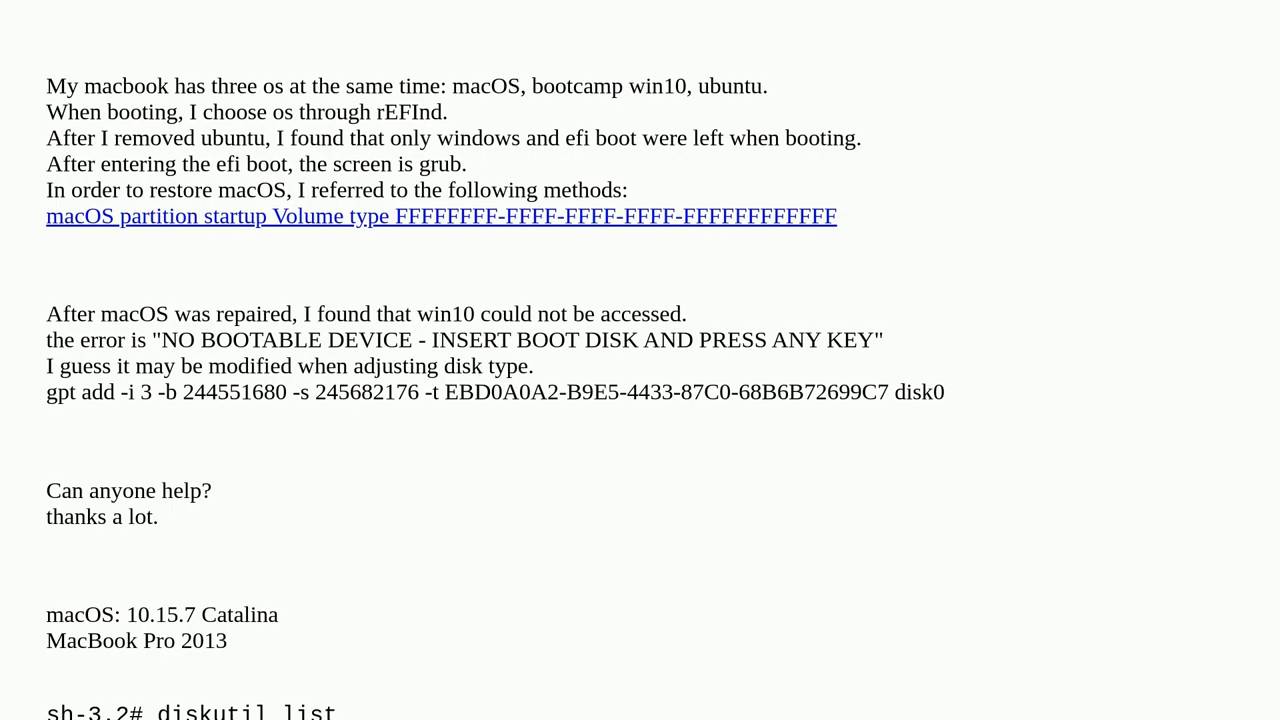 My macbook has three os at the same time: macOS, bootcamp win10, ubuntu.
When booting, I choose os through rEFInd.
After I removed ubuntu, I found that only windows and efi boot were left when booting.
After entering the efi boot, the screen is grub.
In order to restore macOS, I referred to the following methods:
macOS partition startup Volume type FFFFFFFF-FFFF-FFFF-FFFF-FFFFFFFFFFFF
After macOS was repaired, I found that win10 could not be accessed.
the error is "NO BOOTABLE DEVICE - INSERT BOOT DISK AND PRESS ANY KEY"
I guess it may be modified when adjusting disk type.
gpt add -i 3 -b 244551680 -s 245682176 -t EBD0A0A2-B9E5-4433-87C0-68B6B72699C7 disk0
Can anyone help?
thanks a lot.
macOS: 10.15.7 Catalina
MacBook Pro 2013
sh-3.2# diskutil list